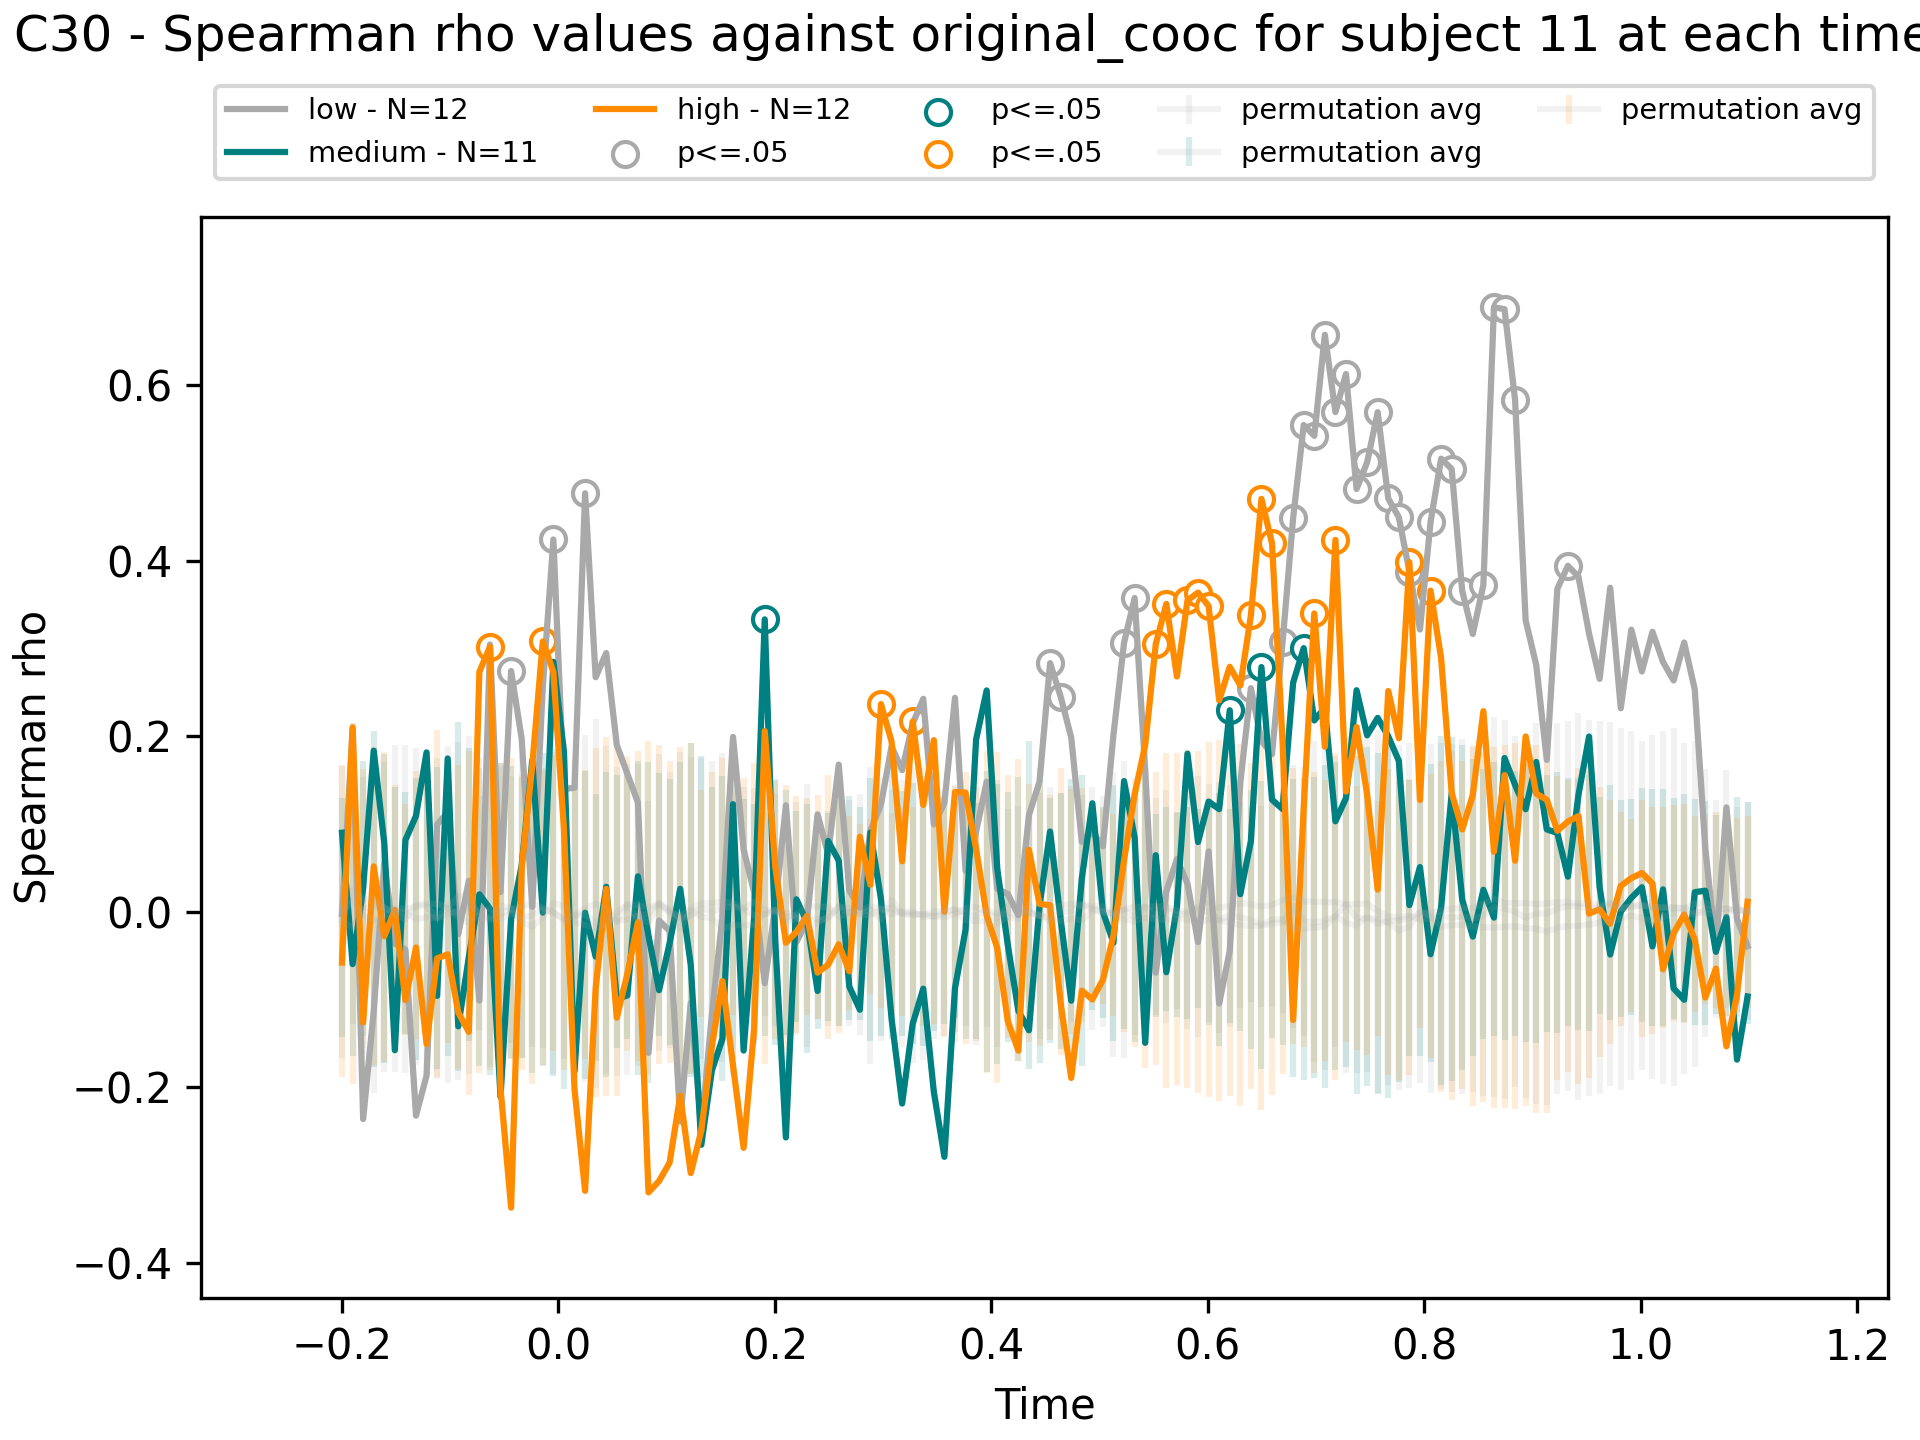 C30 - Spearman rho values against original_cooc for subject 11 at each time
low - N=12
medium - N=11
high - N=12
p<=.05
p<=.05
p<=.05
permutation avg
permutation avg
permutation avg
Spearman rho
0.6
0.4
0.2
0.0
−0.2
−0.4
−0.2 0.0 0.2 0.4 0.6 0.8 1.0 1.2
Time